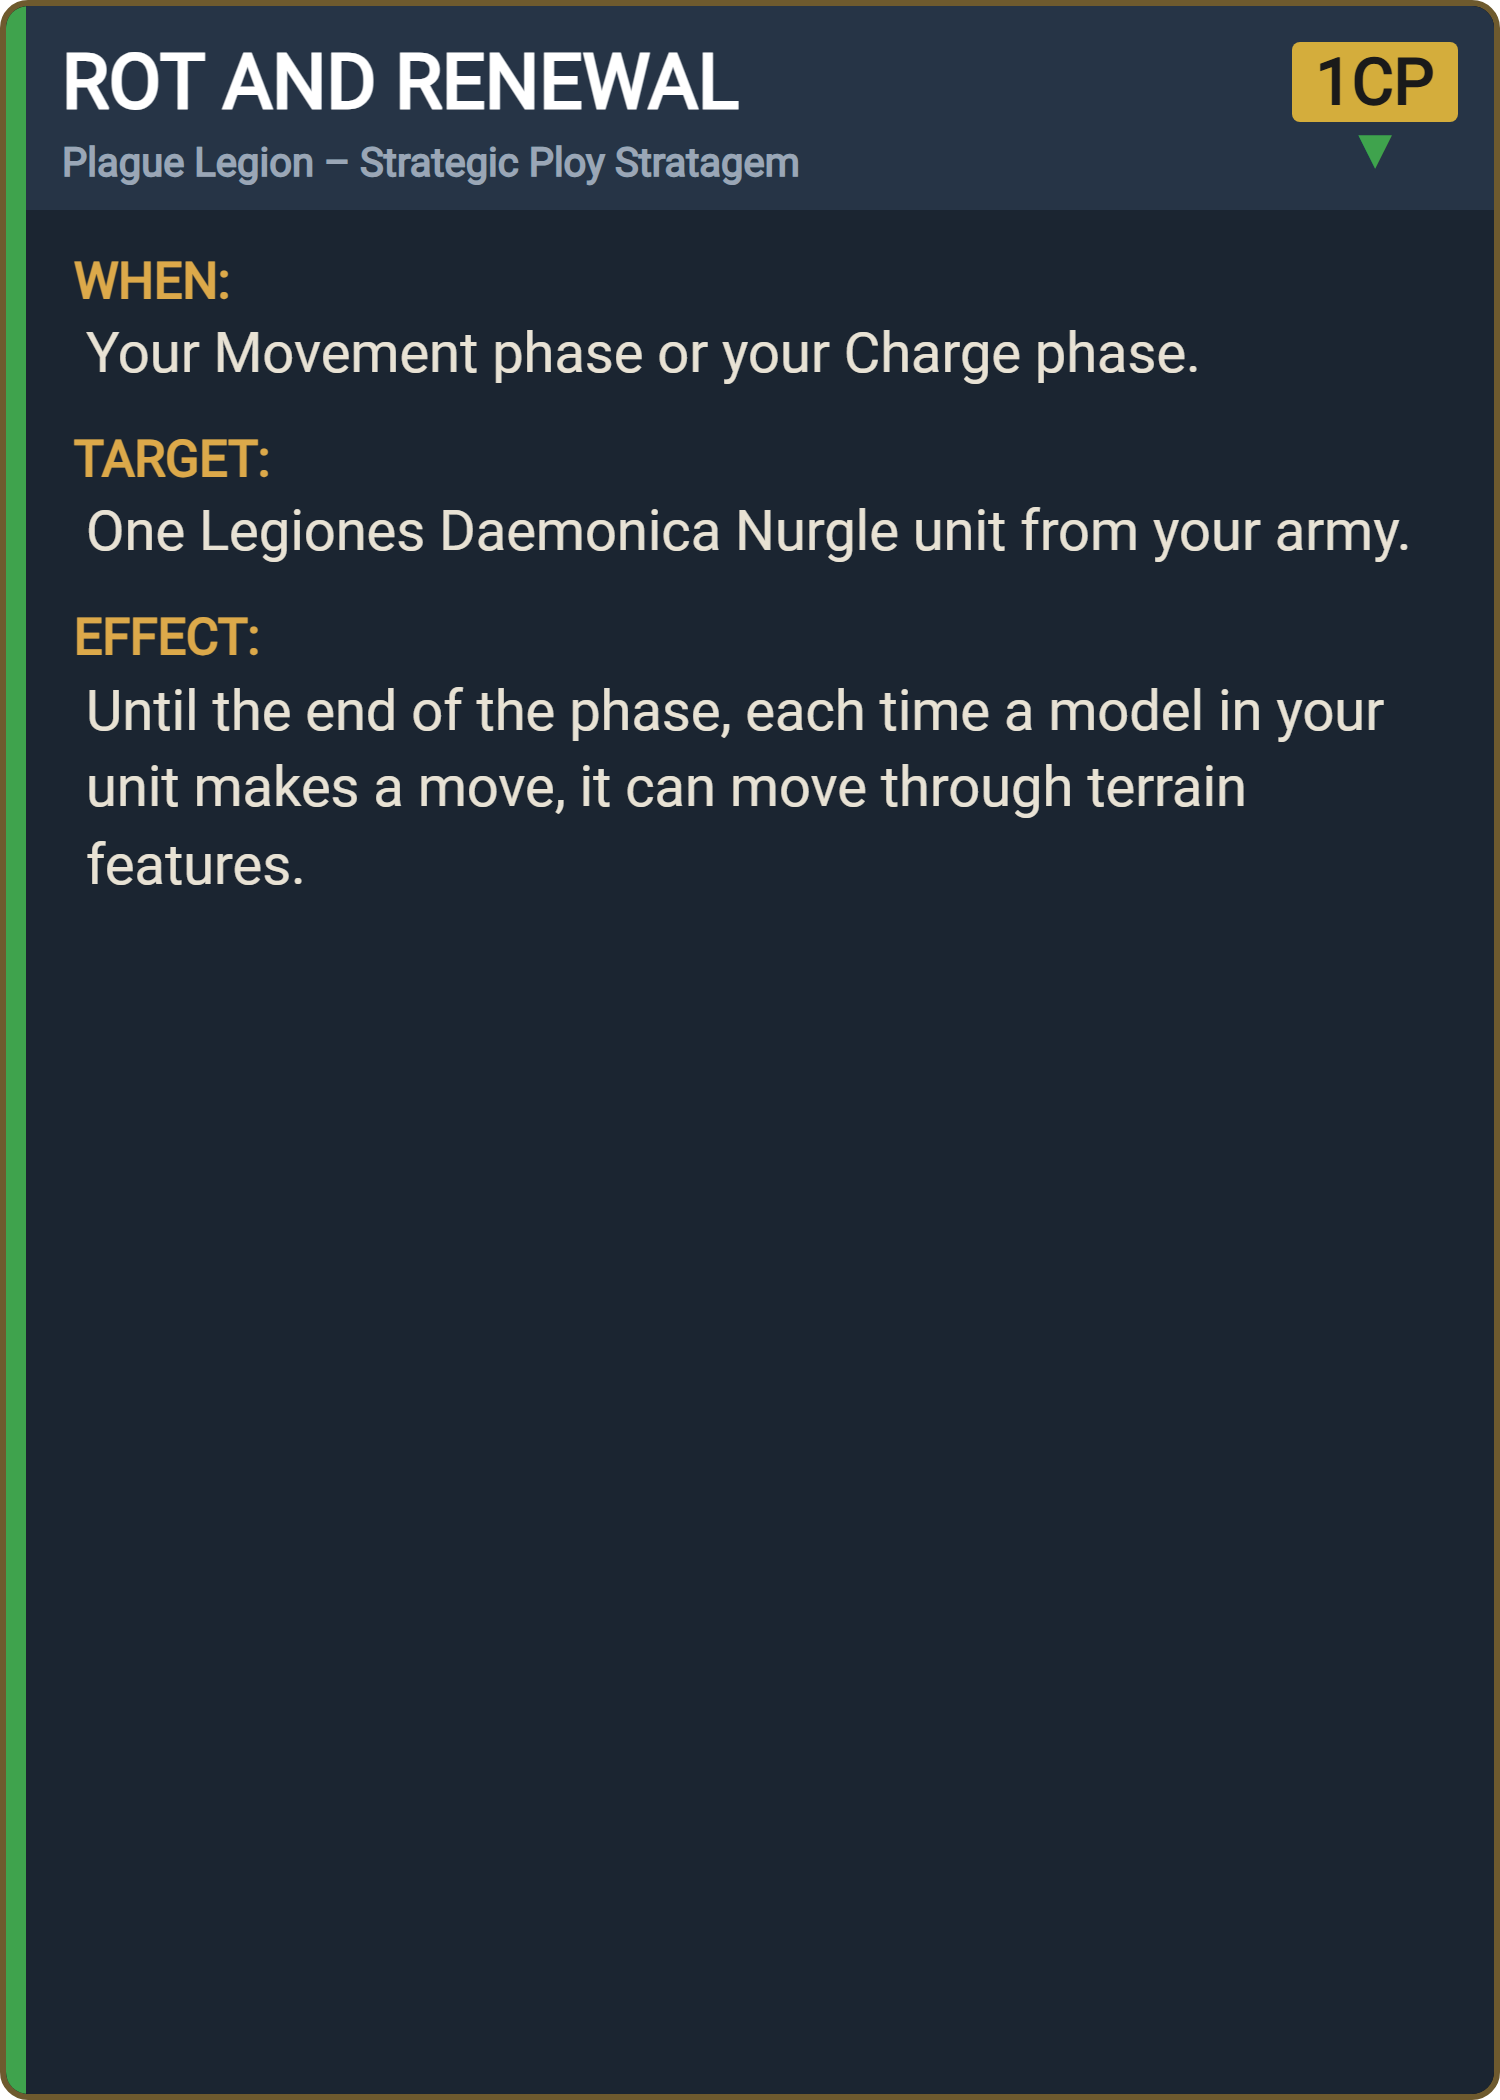 ROT AND RENEWAL
1CP
Plague Legion – Strategic Ploy Stratagem
WHEN:
Your Movement phase or your Charge phase.
TARGET:
One Legiones Daemonica Nurgle unit from your army.
EFFECT:
Until the end of the phase, each time a model in your
unit makes a move, it can move through terrain
features.